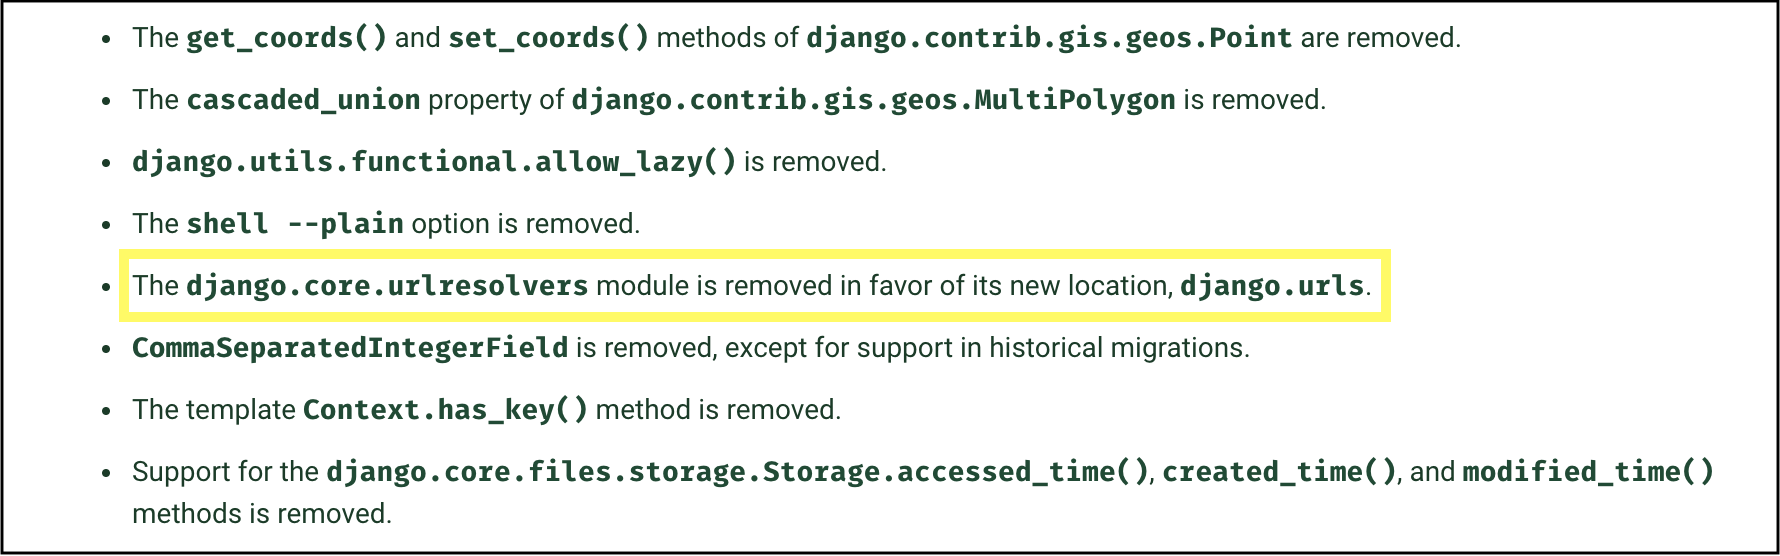 • The get_coords() and set_coords() methods of django.contrib.gis.geos.Point are removed.
• The cascaded_union property of django.contrib.gis.geos.MultiPolygon is removed.
• django.utils.functional.allow_lazy() is removed.
• The shell --plain option is removed.
• The django.core.urlresolvers module is removed in favor of its new location, django.urls.
• CommaSeparatedIntegerField is removed, except for support in historical migrations.
• The template Context.has_key() method is removed.
• Support for the django.core.files.storage.Storage.accessed_time(), created_time(), and modified_time()
methods is removed.